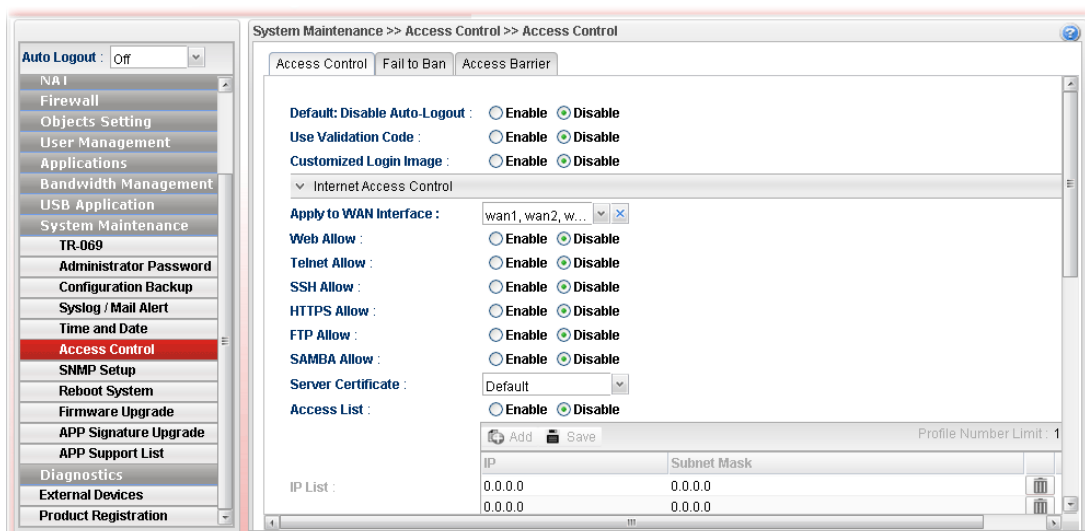 System Maintenance >> Access Control >> Access Control
Auto Logout : Off
NAT
Firewall
Objects Setting
User Management
Applications
Bandwidth Management
USB Application
System Maintenance
TR-069
Administrator Password
Configuration Backup
Syslog / Mail Alert
Time and Date
Access Control
SNMP Setup
Reboot System
Firmware Upgrade
APP Signature Upgrade
APP Support List
Diagnostics
External Devices
Product Registration
Access Control Fail to Ban Access Barrier
Default: Disable Auto-Logout : Enable Disable
Use Validation Code : Enable Disable
Customized Login Image : Enable Disable
Internet Access Control
Apply to WAN Interface : wan1, wan2, w...
Web Allow : Enable Disable
Telnet Allow : Enable Disable
SSH Allow : Enable Disable
HTTPS Allow : Enable Disable
FTP Allow : Enable Disable
SAMBA Allow : Enable Disable
Server Certificate : Default
Access List : Enable Disable
Add Save Profile Number Limit : 1
IP Subnet Mask
IP List : 0.0.0.0 0.0.0.0
0.0.0.0 0.0.0.0